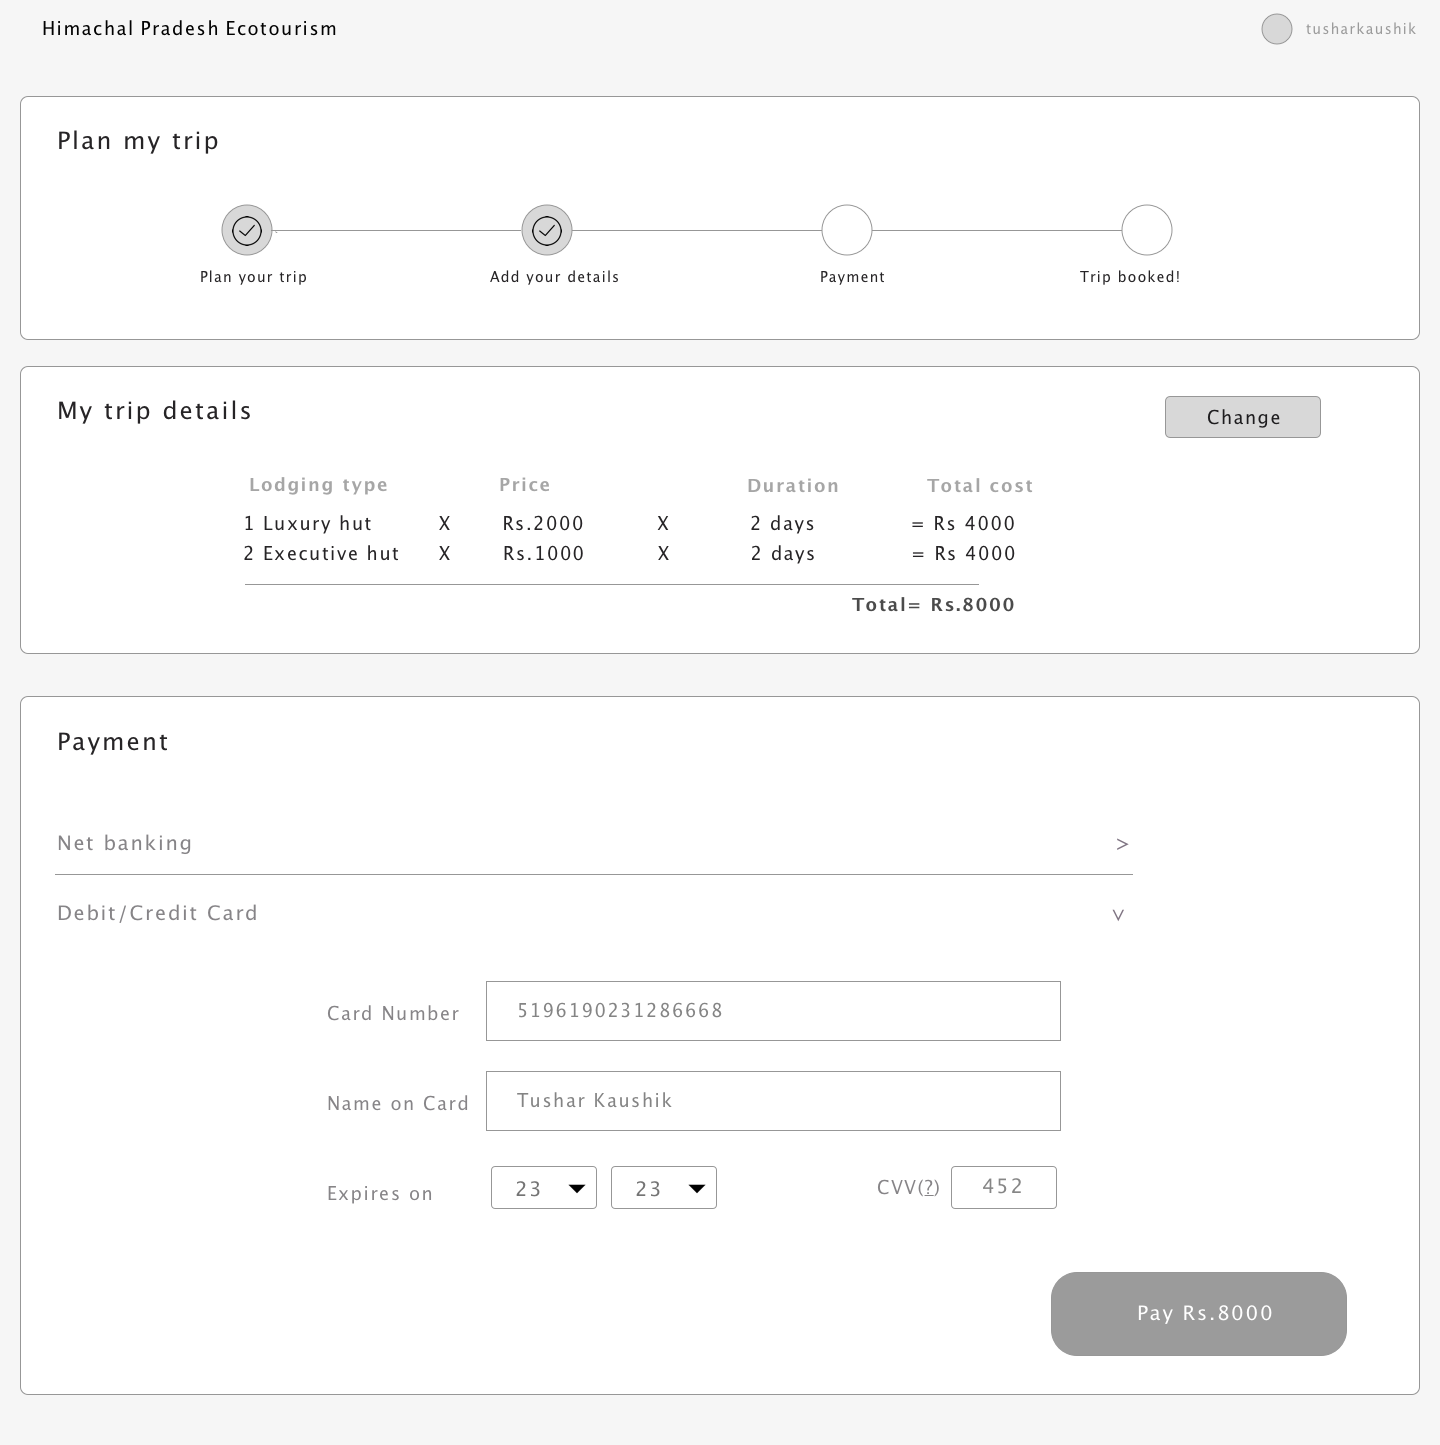 Himachal Pradesh Ecotourism
tusharkaushik
Plan my trip
Plan your trip
Add your details
Payment
Trip booked!
My trip details
Change
Lodging type Price Duration Total cost
1 Luxury hut X Rs.2000 X 2 days = Rs 4000
2 Executive hut X Rs.1000 X 2 days = Rs 4000
Total= Rs.8000
Payment
Net banking >
Debit/Credit Card >
Card Number 5196190231286668
Name on Card Tushar Kaushik
Expires on 23 23 CVV(?) 452
Pay Rs.8000